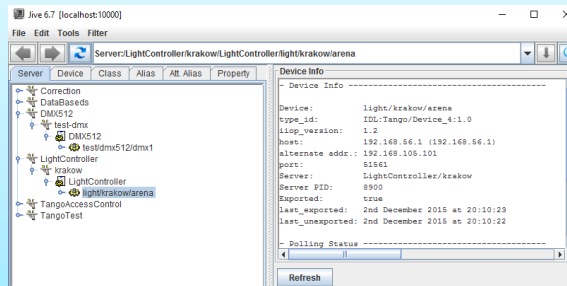 Jive 6.7 [localhost:10000]
File Edit Tools Filter
Server:/LightController/krakow/LightController/light/krakow/arena
Server Device Class Alias Att. Alias Property
Correction
DataBaseds
DMX512
test-dmx
DMX512
test/dmx512/dmx1
LightController
krakow
LightController
light/krakow/arena
TangoAccessControl
TangoTest
Device Info
- Device Info ----------------------------------------
Device: light/krakow/arena
type_id: IDL:Tango/Device_4:1.0
iiop_version: 1.2
host: 192.168.56.1 (192.168.56.1)
alternate addr.: 192.168.105.101
port: 51561
Server: LightController/krakow
Server PID: 8900
Exported: true
last_exported: 2nd December 2015 at 20:10:23
last_unexported: 2nd December 2015 at 20:10:22
- Polling Status -------------------------------------
Refresh